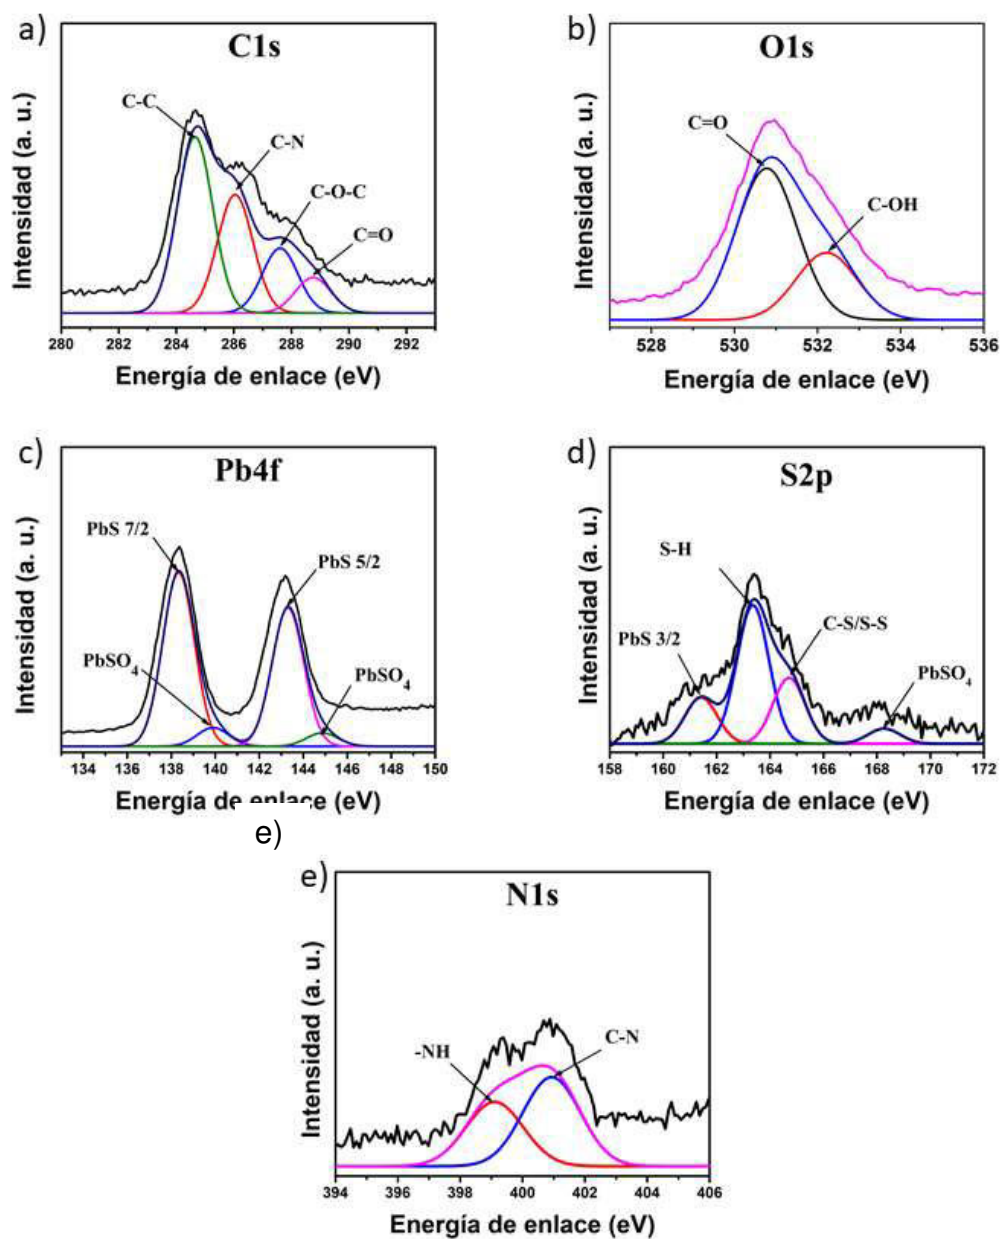 a)
C1s
C-C
C-N
C-O-C
C=O
Intensidad (a. u.)
280 282 284 286 288 290 292
Energía de enlace (eV)
b)
O1s
C=O
C-OH
Intensidad (a. u.)
528 530 532 534 536
Energía de enlace (eV)
c)
Pb4f
PbS 7/2
PbS 5/2
PbSO4
PbSO4
Intensidad (a. u.)
134 136 138 140 142 144 146 148 150
Energía de enlace (eV)
d)
S2p
S-H
PbS 3/2
C-S/S-S
PbSO4
Intensidad (a. u.)
158 160 162 164 166 168 170 172
Energía de enlace (eV)
e)
e)
N1s
-NH
C-N
Intensidad (a. u.)
394 396 398 400 402 404 406
Energía de enlace (eV)